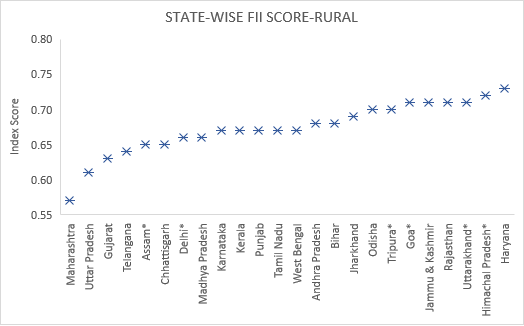 STATE-WISE FII SCORE-RURAL
0.80
0.75
0.70
0.65
0.60
0.55
Index Score
Maharashtra
Uttar Pradesh
Gujarat
Telangana
Assam*
Chhattisgarh
Delhi*
Madhya Pradesh
Karnataka
Kerala
Punjab
Tamil Nadu
West Bengal
Andhra Pradesh
Bihar
Jharkhand
Odisha
Tripura*
Goa*
Jammu & Kashmir
Rajasthan
Uttarakhand*
Himachal Pradesh*
Haryana